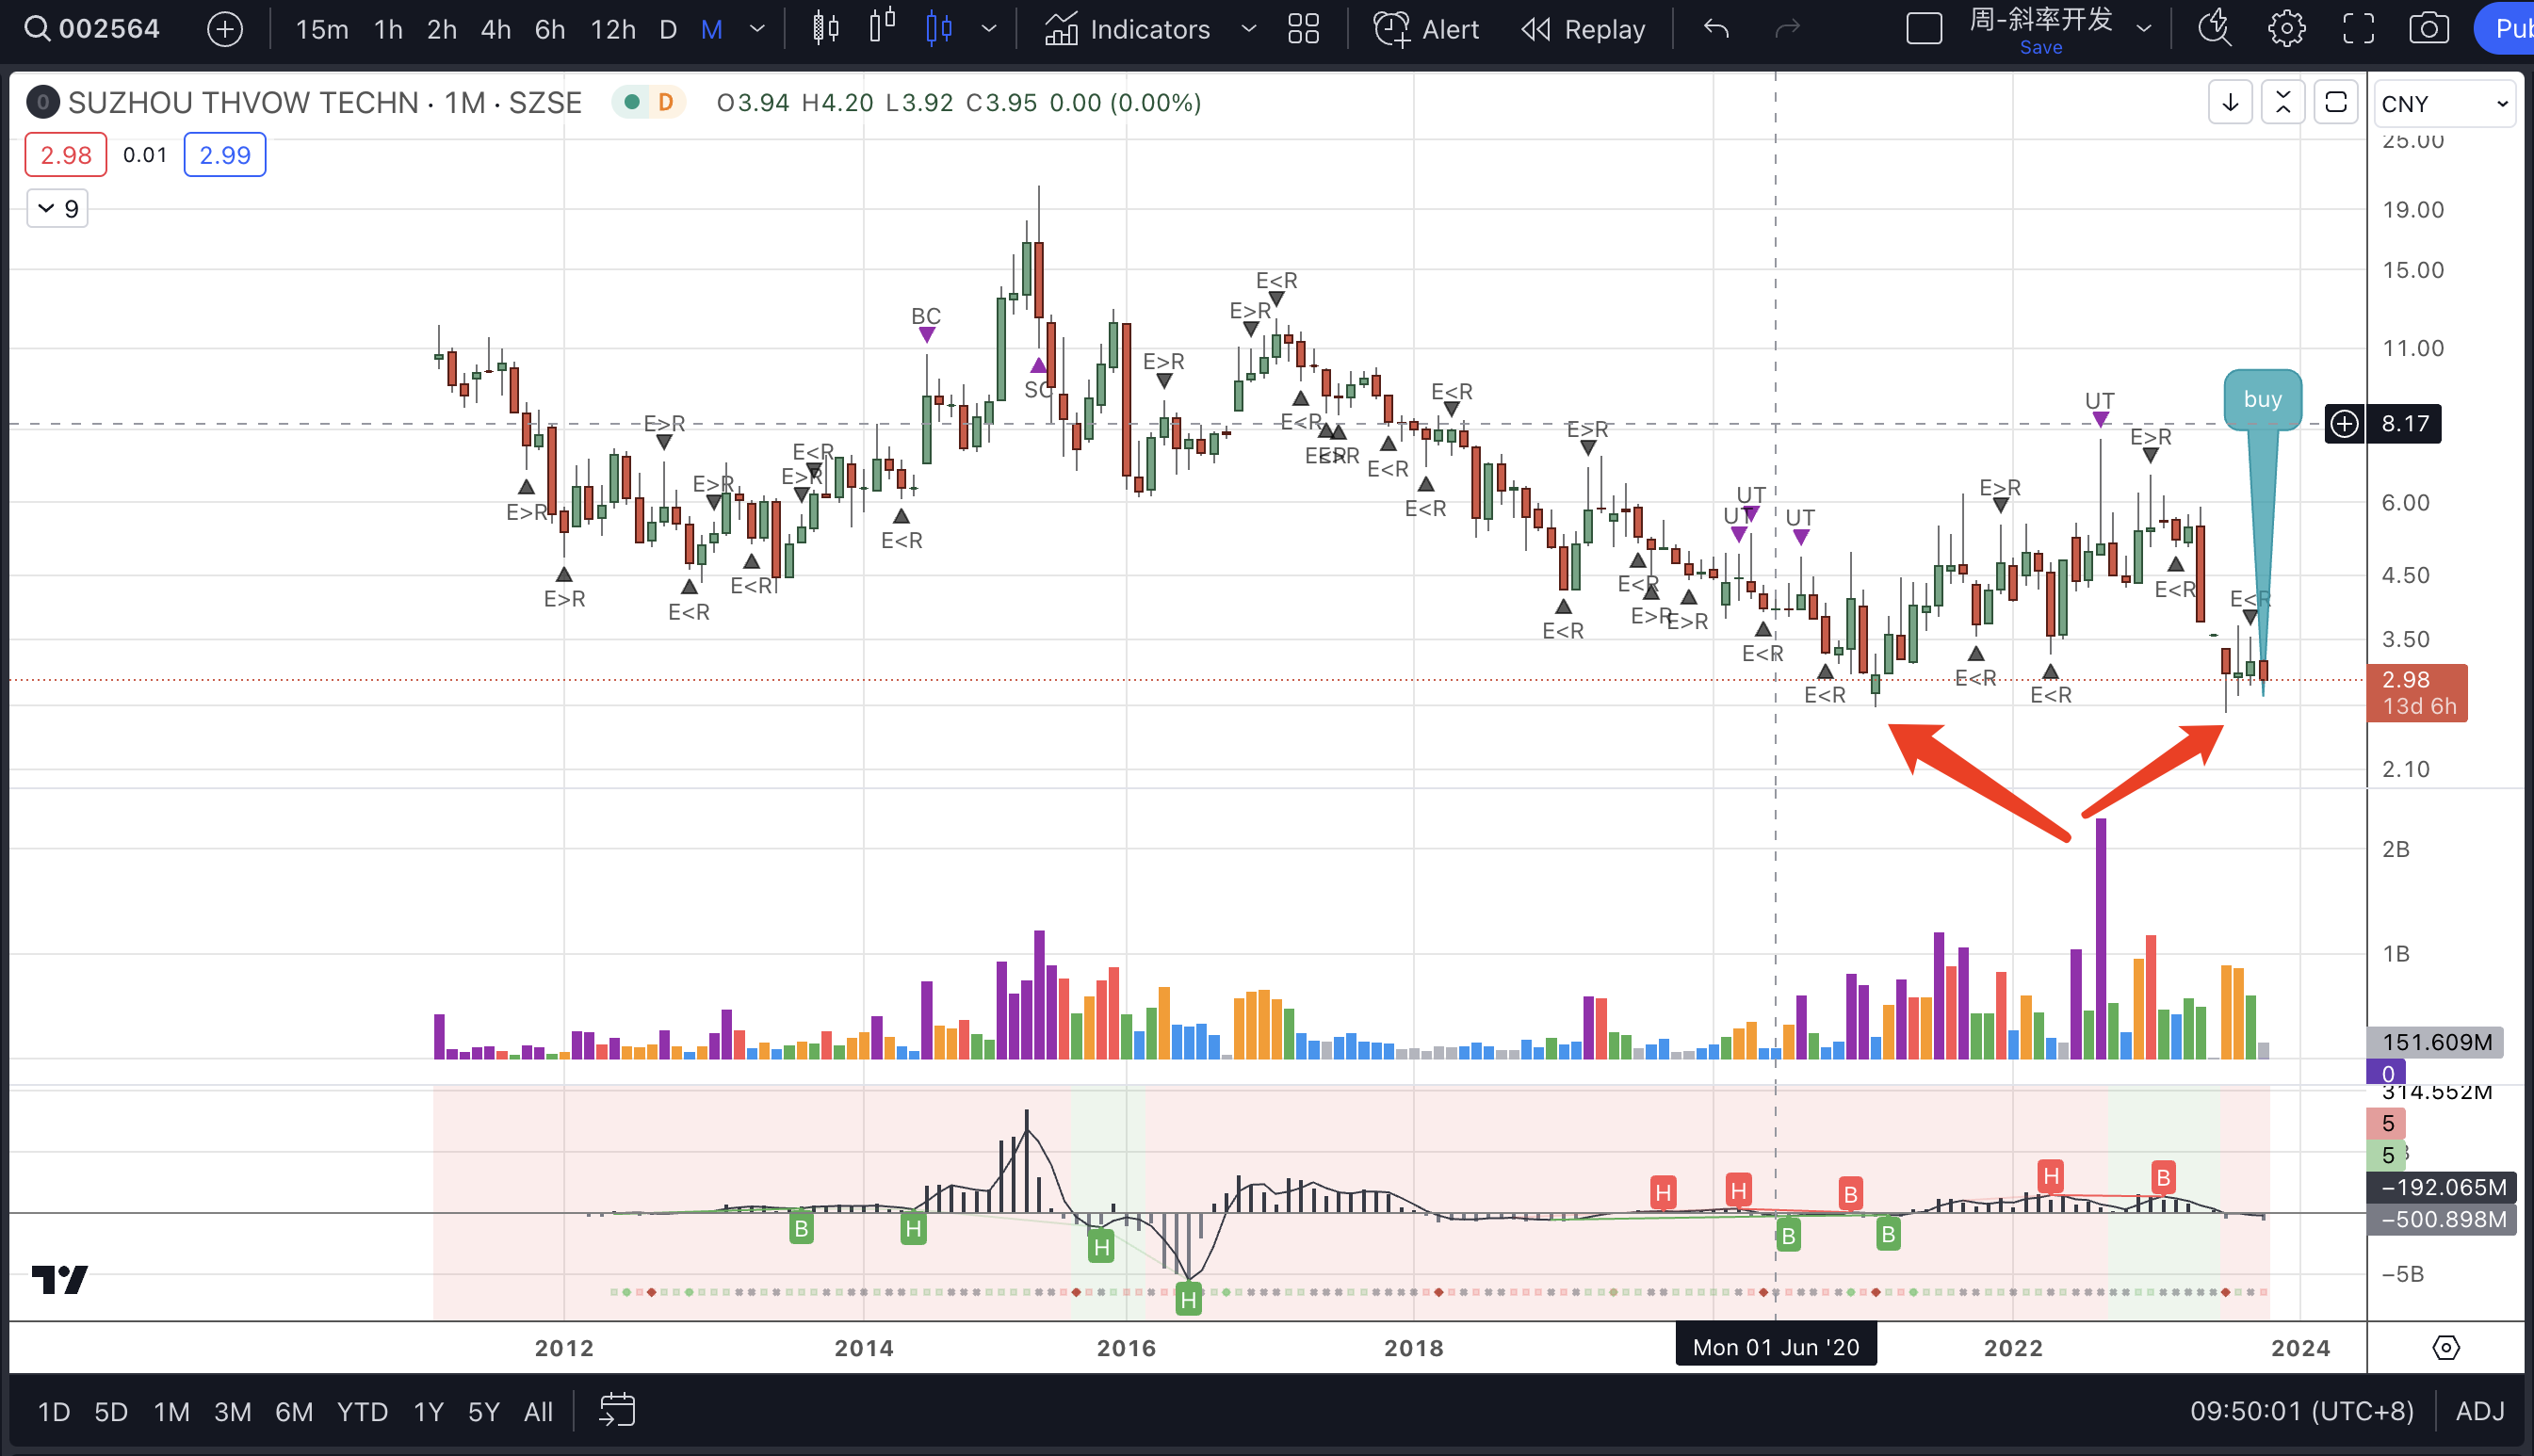 002564 15m 1h 2h 4h 6h 12h D M Indicators Alert Replay 周-斜率开发 Pub
Save
0 SUZHOU THVOW TECHN · 1M · SZSE D O3.94 H4.20 L3.92 C3.95 0.00 (0.00%) CNY
2.98 0.01 2.99
9
25.00
19.00
15.00
11.00
8.17
6.00
4.50
3.50
2.98
13d 6h
2.10
2B
1B
151.609M
0
314.552M
5
5
−192.065M
−500.898M
−5B
E>R
E>R
E>R
E<R
E>R
E<R
E>R
E<R
E<R
BC
SC
E>R
E>R
E<R
E<R
E<R
E<R
E<R
E<R
E>R
E<R
E>R
E>R
UT
UT
UT
E<R
E<R
E>R
E<R
E<R
UT
E>R
E<R
E<R
buy
B
H
H
H
H
H
B
B
B
H
B
2012 2014 2016 2018 Mon 01 Jun '20 2022 2024
1D 5D 1M 3M 6M YTD 1Y 5Y All 09:50:01 (UTC+8) ADJ